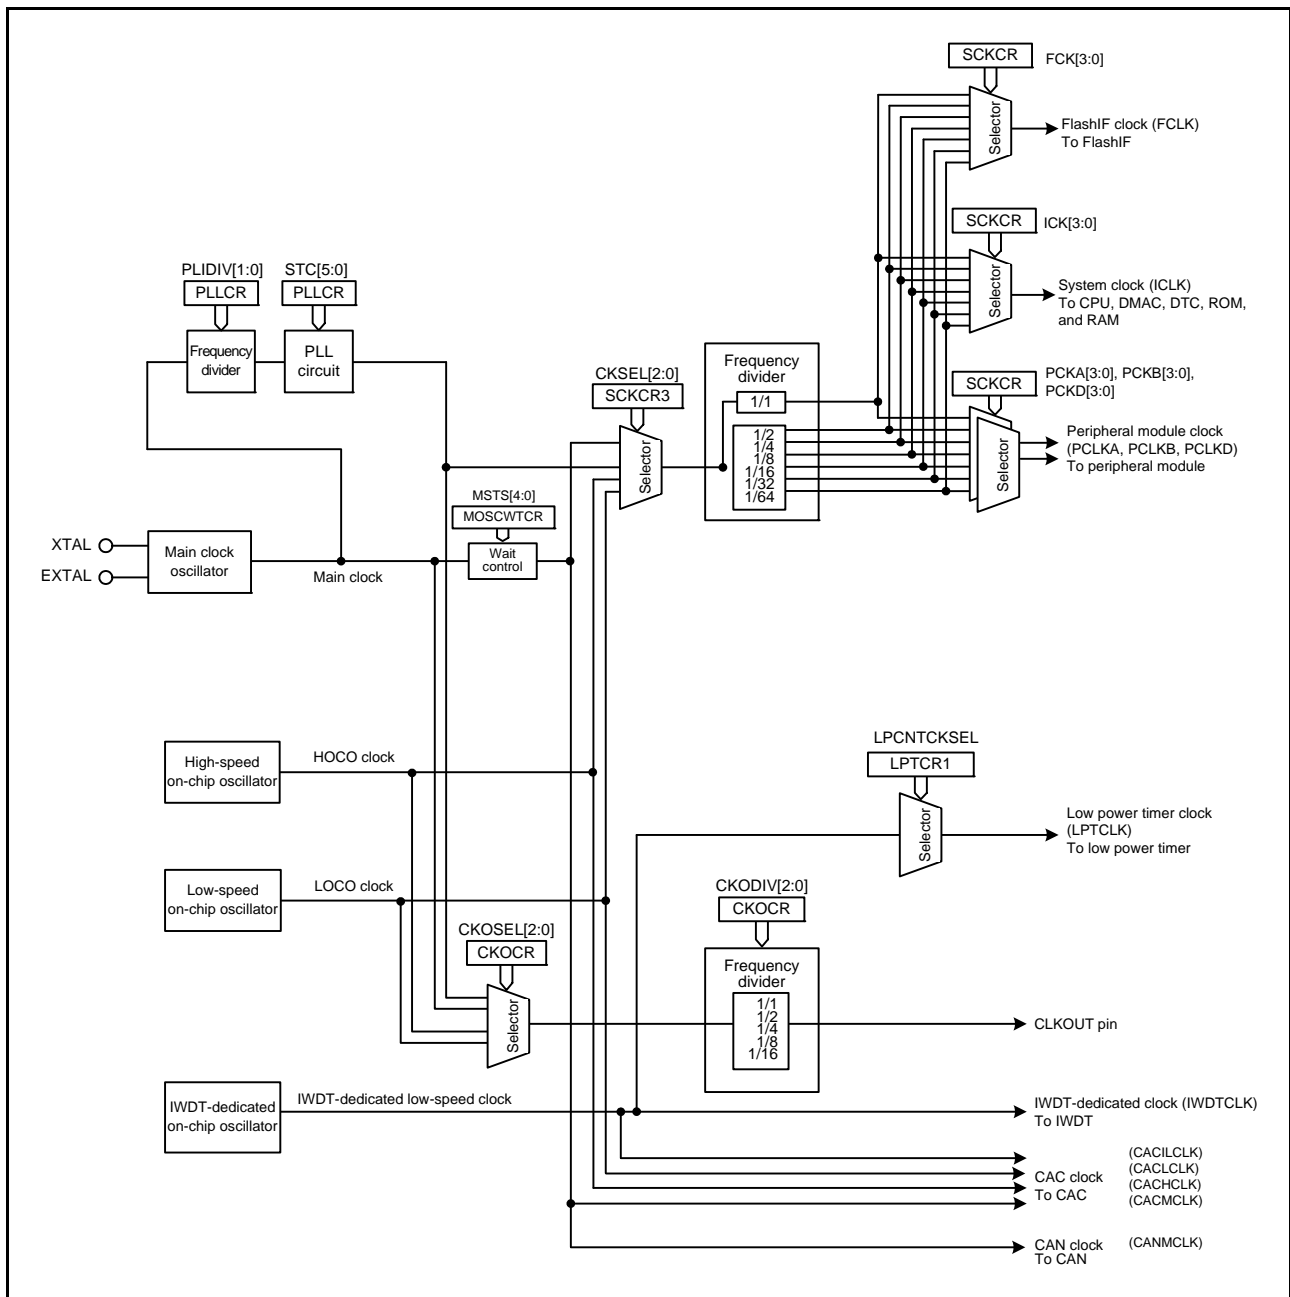 SCKCR
FCK[3:0]
Selector
FlashIF clock (FCLK)
To FlashIF
SCKCR
ICK[3:0]
Selector
System clock (ICLK)
To CPU, DMAC, DTC, ROM,
and RAM
PLIDIV[1:0]
STC[5:0]
PLLCR
PLLCR
Frequency
divider
PLL
circuit
CKSEL[2:0]
SCKCR3
Selector
Frequency
divider
1/1
1/2
1/4
1/8
1/16
1/32
1/64
SCKCR
PCKA[3:0], PCKB[3:0],
PCKD[3:0]
Selector
Peripheral module clock
(PCLKA, PCLKB, PCLKD)
To peripheral module
MSTS[4:0]
MOSCWTCR
Wait
control
XTAL
EXTAL
Main clock
oscillator
Main clock
High-speed
on-chip oscillator
HOCO clock
LPCNTCKSEL
LPTCR1
Selector
Low power timer clock
(LPTCLK)
To low power timer
Low-speed
on-chip oscillator
LOCO clock
CKOSEL[2:0]
CKOCR
Selector
CKODIV[2:0]
CKOCR
Frequency
divider
1/1
1/2
1/4
1/8
1/16
CLKOUT pin
IWDT-dedicated
on-chip oscillator
IWDT-dedicated low-speed clock
IWDT-dedicated clock (IWDTCLK)
To IWDT
CAC clock
To CAC
(CACILCLK)
(CACLCLK)
(CACHCLK)
(CACMCLK)
CAN clock
To CAN
(CANMCLK)